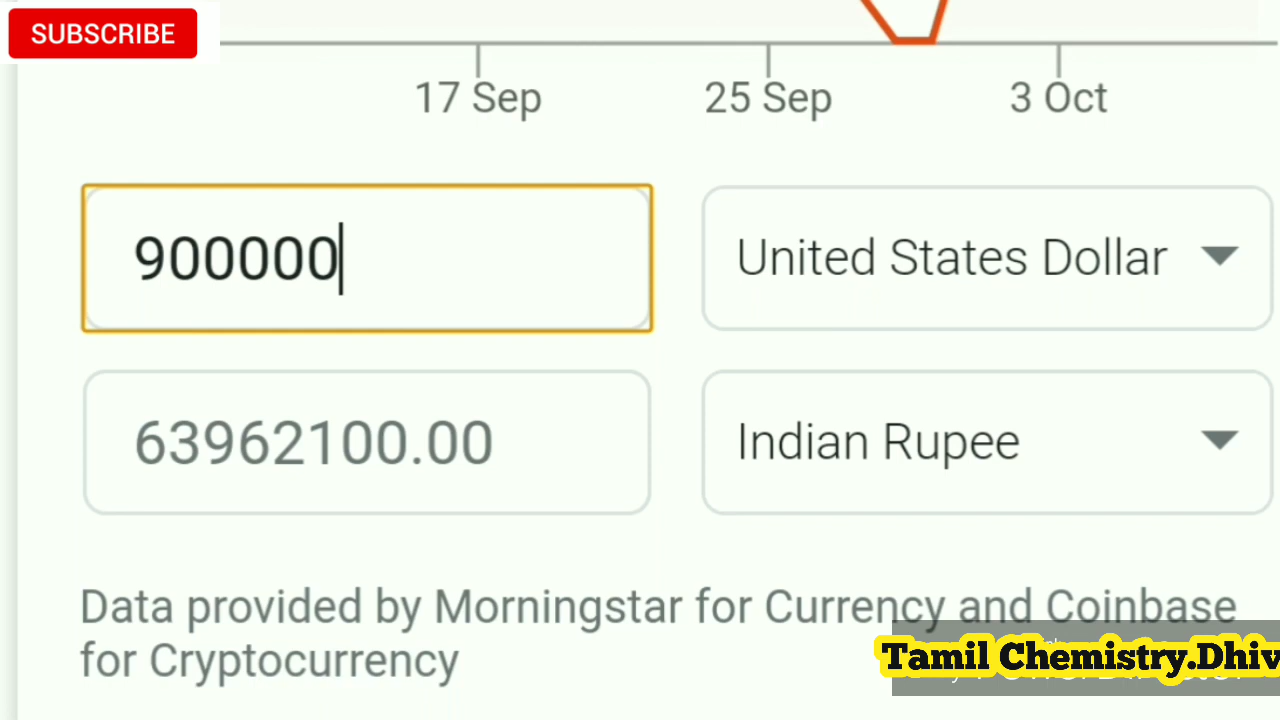 SUBSCRIBE
17 Sep 25 Sep 3 Oct
900000 United States Dollar
63962100.00 Indian Rupee
Data provided by Morningstar for Currency and Coinbase
for Cryptocurrency
Tamil Chemistry.Dhiv